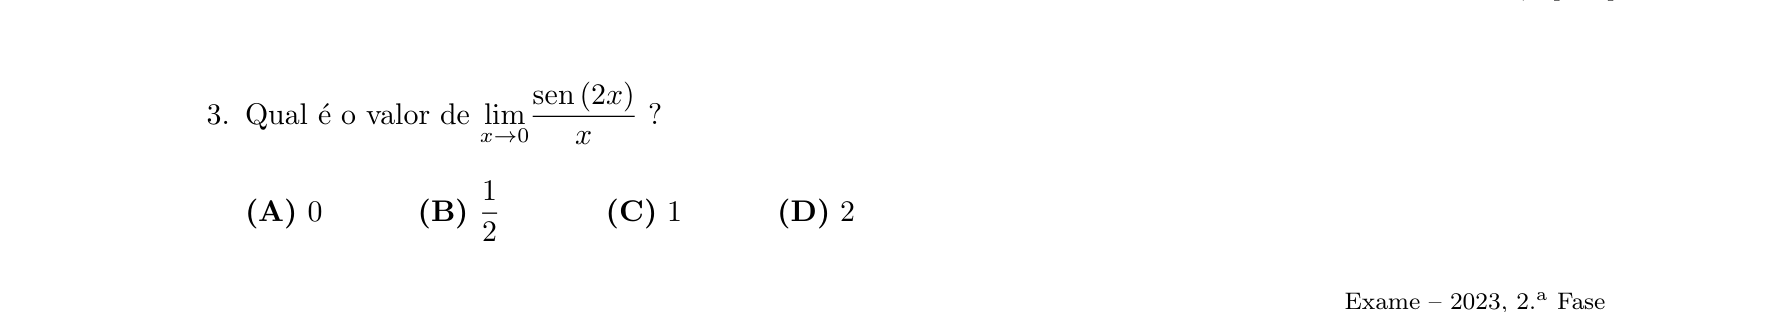 3. Qual é o valor de $\lim_{x \to 0} \frac{\text{sen}\,(2x)}{x}$ ?
(A) 0 (B) $\frac{1}{2}$ (C) 1 (D) 2
Exame – 2023, 2.ª Fase